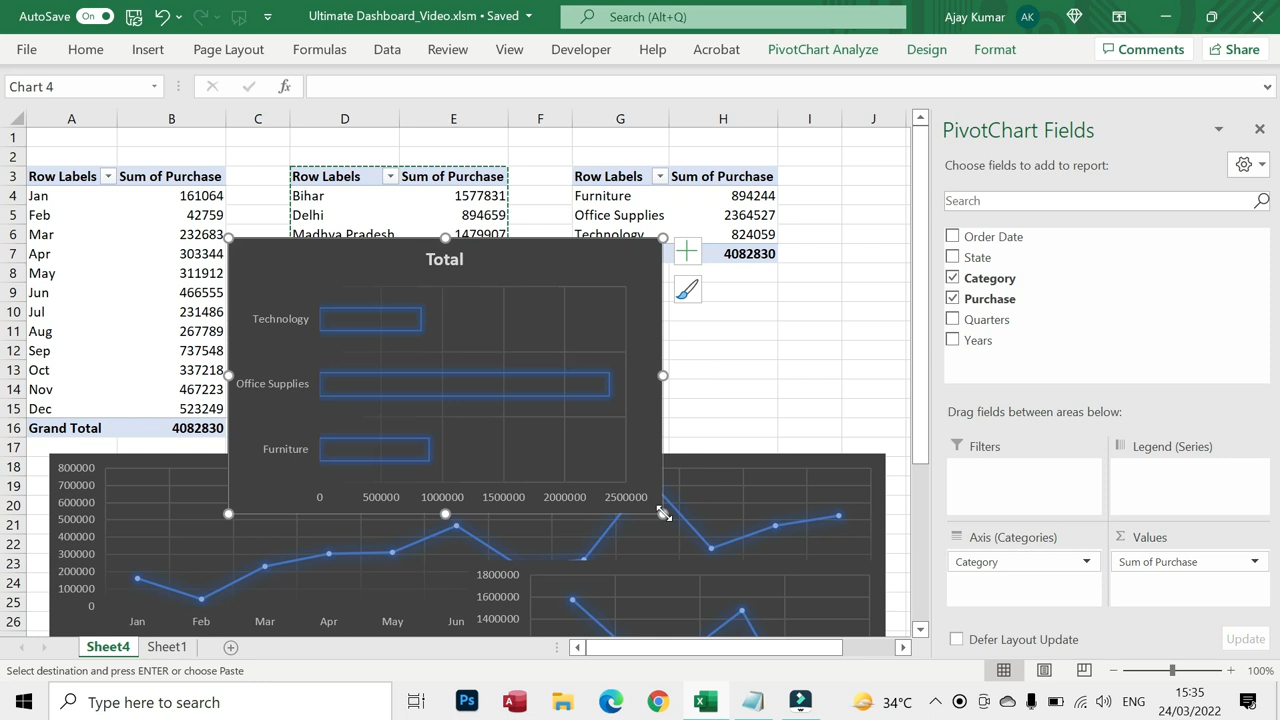 AutoSave On Ultimate Dashboard_Video.xlsm • Saved Search (Alt+Q) Ajay Kumar AK
File Home Insert Page Layout Formulas Data Review View Developer Help Acrobat PivotChart Analyze Design Format Comments Share
Chart 4 fx
A B C D E F G H I J
1
2
3 Row Labels Sum of Purchase Row Labels Sum of Purchase Row Labels Sum of Purchase
4 Jan 161064 Bihar 1577831 Furniture 894244
5 Feb 42759 Delhi 894659 Office Supplies 2364527
6 Mar 232683 Madhya Pradesh 1479907 Technology 824059
7 Apr 303344 4082830
8 May 311912
9 Jun 466555
10 Jul 231486
11 Aug 267789
12 Sep 737548
13 Oct 337218
14 Nov 467223
15 Dec 523249
16 Grand Total 4082830
17
18
19
20
21
22
23
24
25
26
Total
Technology
Office Supplies
Furniture
0 500000 1000000 1500000 2000000 2500000
800000
700000
600000
500000
400000
300000
200000
100000
0
Jan Feb Mar Apr May Jun
1800000
1600000
1400000
PivotChart Fields
Choose fields to add to report:
Search
Order Date
State
Category
Purchase
Quarters
Years
Drag fields between areas below:
Filters Legend (Series)
Axis (Categories) Σ Values
Category Sum of Purchase
Defer Layout Update Update
Sheet4 Sheet1
Select destination and press ENTER or choose Paste 100%
Type here to search Ps 34°C ENG 15:35
24/03/2022